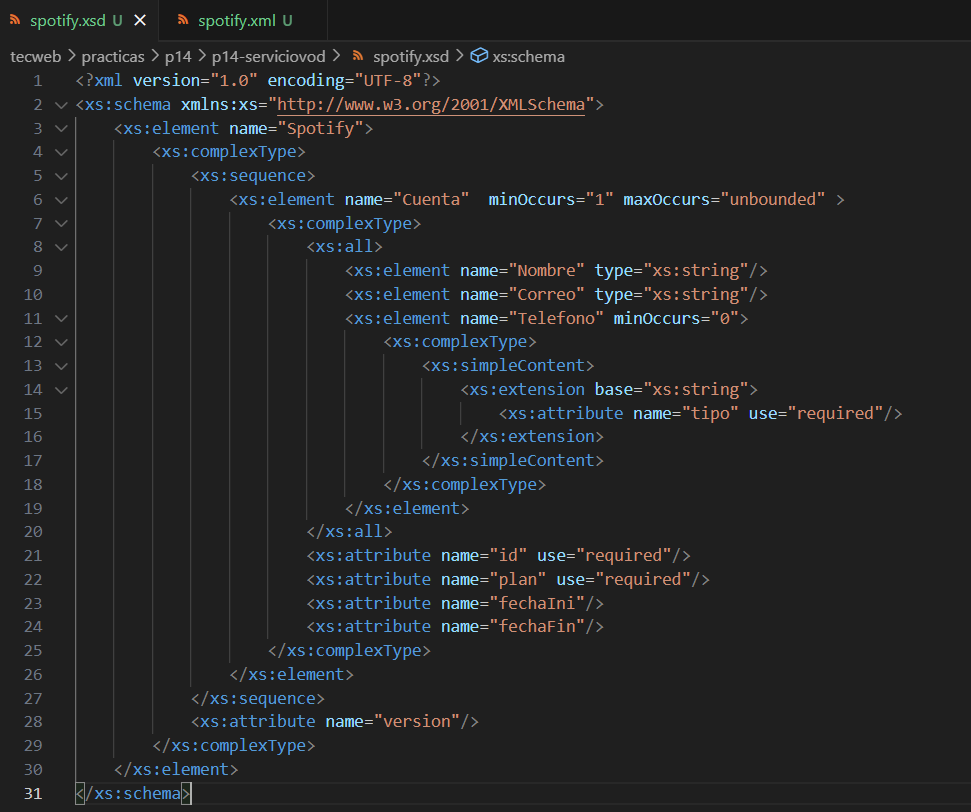 spotify.xsd U
spotify.xml U
tecweb > practicas > p14 > p14-serviciovod > spotify.xsd > xs:schema
1 <?xml version="1.0" encoding="UTF-8"?>
2 <xs:schema xmlns:xs="http://www.w3.org/2001/XMLSchema">
3 <xs:element name="Spotify">
4 <xs:complexType>
5 <xs:sequence>
6 <xs:element name="Cuenta"  minOccurs="1" maxOccurs="unbounded" >
7 <xs:complexType>
8 <xs:all>
9 <xs:element name="Nombre" type="xs:string"/>
10 <xs:element name="Correo" type="xs:string"/>
11 <xs:element name="Telefono" minOccurs="0">
12 <xs:complexType>
13 <xs:simpleContent>
14 <xs:extension base="xs:string">
15 <xs:attribute name="tipo" use="required"/>
16 </xs:extension>
17 </xs:simpleContent>
18 </xs:complexType>
19 </xs:element>
20 </xs:all>
21 <xs:attribute name="id" use="required"/>
22 <xs:attribute name="plan" use="required"/>
23 <xs:attribute name="fechaIni"/>
24 <xs:attribute name="fechaFin"/>
25 </xs:complexType>
26 </xs:element>
27 </xs:sequence>
28 <xs:attribute name="version"/>
29 </xs:complexType>
30 </xs:element>
31 </xs:schema>